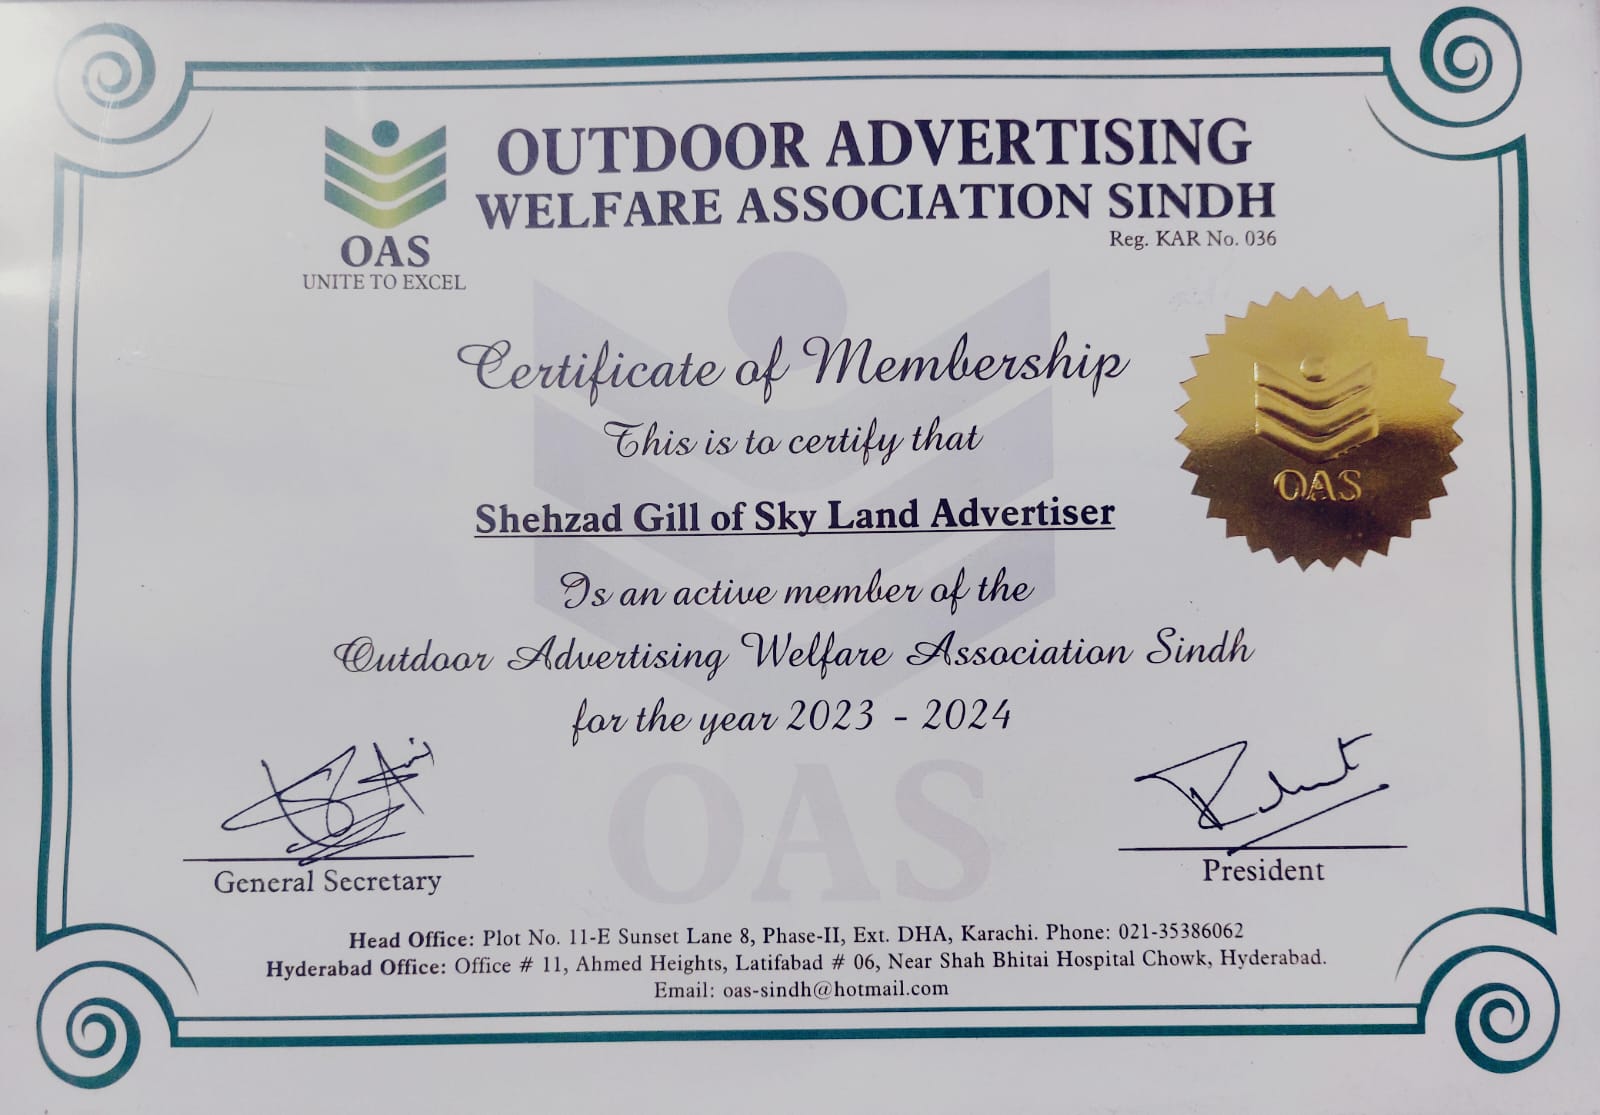 OUTDOOR ADVERTISING
WELFARE ASSOCIATION SINDH
Reg. KAR No. 036
OAS
UNITE TO EXCEL
Certificate of Membership
This is to certify that
Shehzad Gill of Sky Land Advertiser
Is an active member of the
Outdoor Advertising Welfare Association Sindh
for the year 2023 - 2024
OAS
OAS
General Secretary
President
Head Office: Plot No. 11-E Sunset Lane 8, Phase-II, Ext. DHA, Karachi. Phone: 021-35386062
Hyderabad Office: Office # 11, Ahmed Heights, Latifabad # 06, Near Shah Bhitai Hospital Chowk, Hyderabad.
Email: oas-sindh@hotmail.com